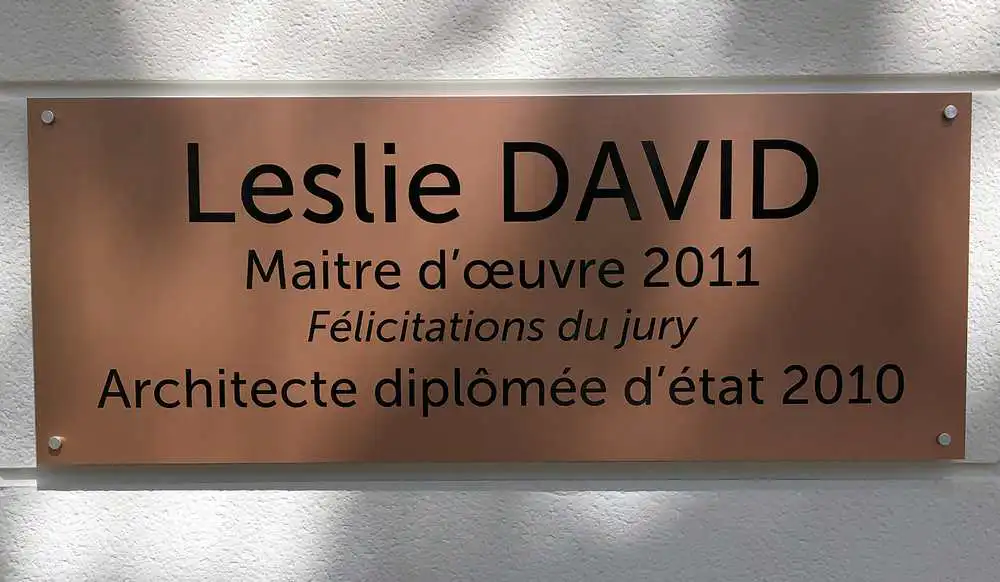 Leslie DAVID
Maitre d'œuvre 2011
Félicitations du jury
Architecte diplômée d'état 2010